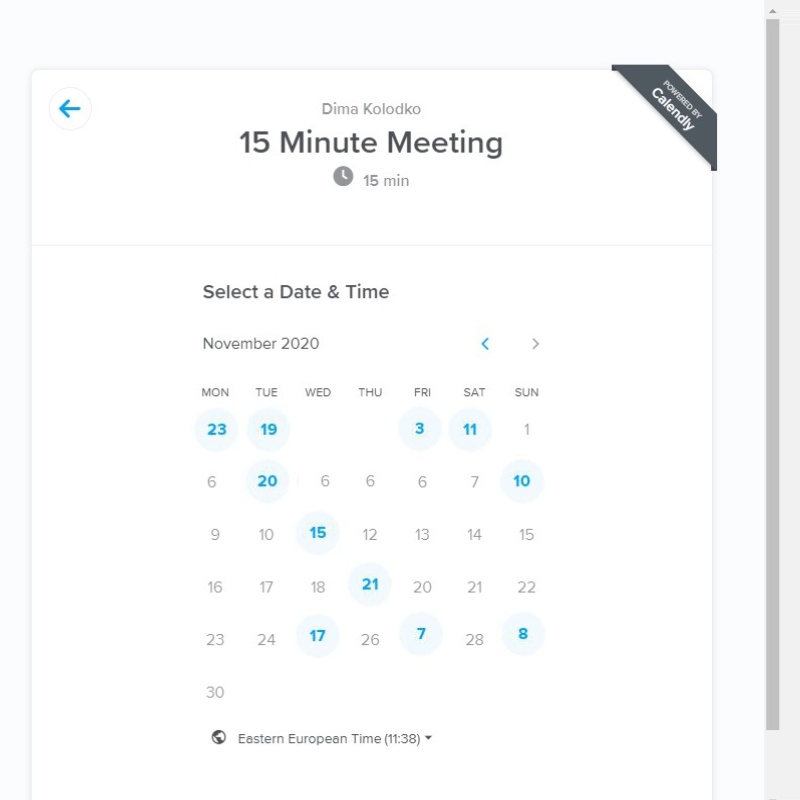 POWERED BY
Calendly
Dima Kolodko
15 Minute Meeting
15 min
Select a Date & Time
November 2020
MON TUE WED THU FRI SAT SUN
23 19 3 11 1
6 20 6 6 6 7 10
9 10 15 12 13 14 15
16 17 18 21 20 21 22
23 24 17 26 7 28 8
30
Eastern European Time (11:38)